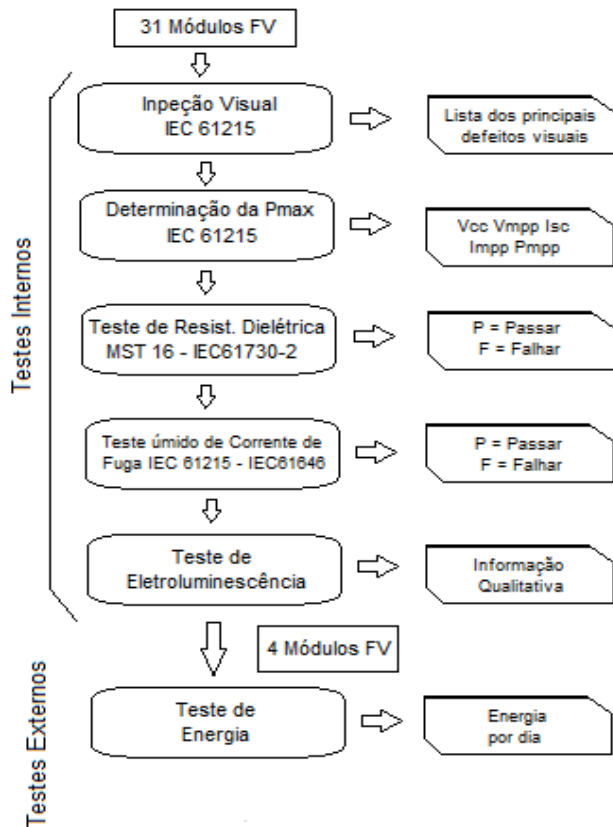 31 Módulos FV
Testes Internos
Inpeção Visual
IEC 61215
Lista dos principais
defeitos visuais
Determinação da Pmax
IEC 61215
Vcc Vmpp Isc
Impp Pmpp
Teste de Resist. Dielétrica
MST 16 - IEC61730-2
P = Passar
F = Falhar
Teste úmido de Corrente de
Fuga IEC 61215 - IEC61646
P = Passar
F = Falhar
Teste de
Eletroluminescência
Informação
Qualitativa
4 Módulos FV
Testes Externos
Teste de
Energia
Energia
por dia